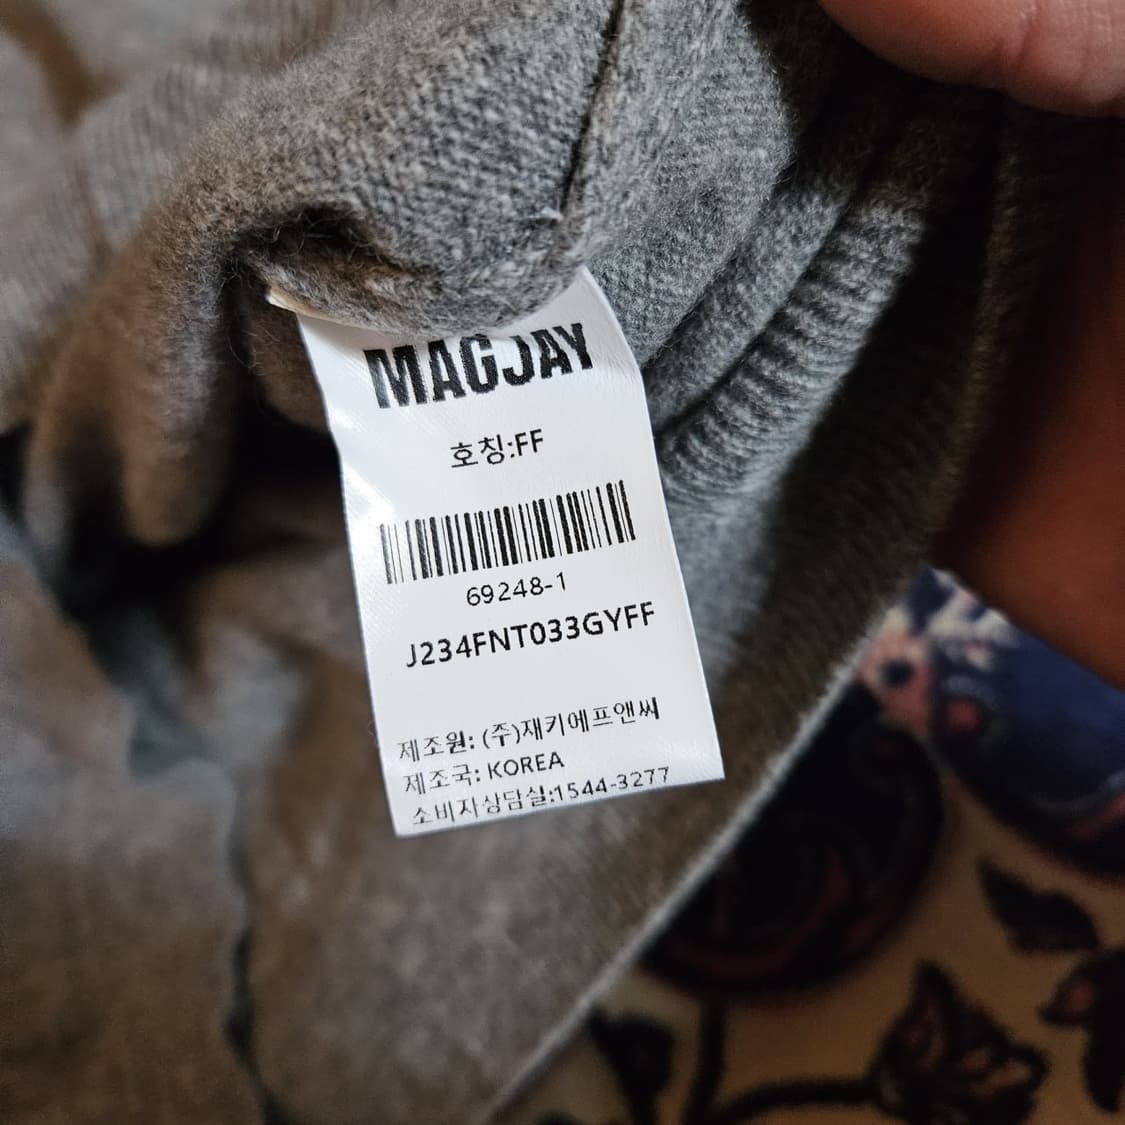 MAGJAY
호칭:FF
69248-1
J234FNT033GYFF
제조원: (주)재키에프앤씨
제조국: KOREA
소비자상담실:1544-3277